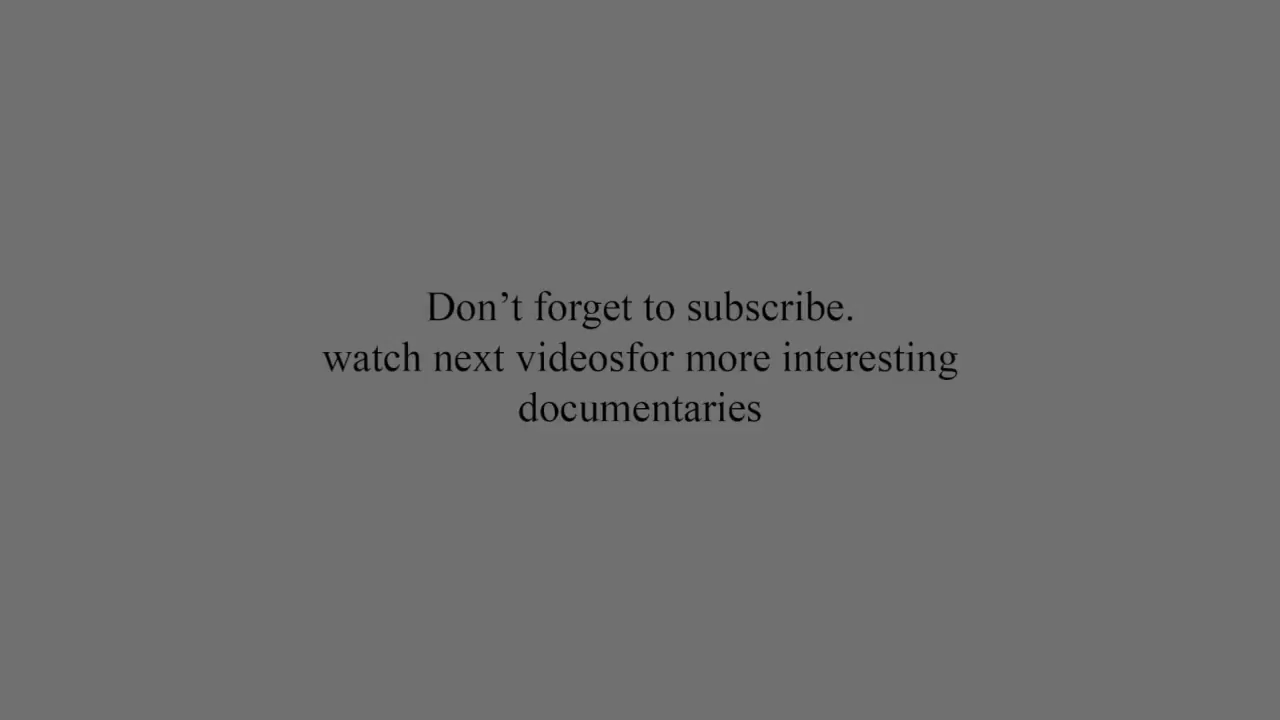 Don’t forget to subscribe.
watch next videosfor more interesting
documentaries